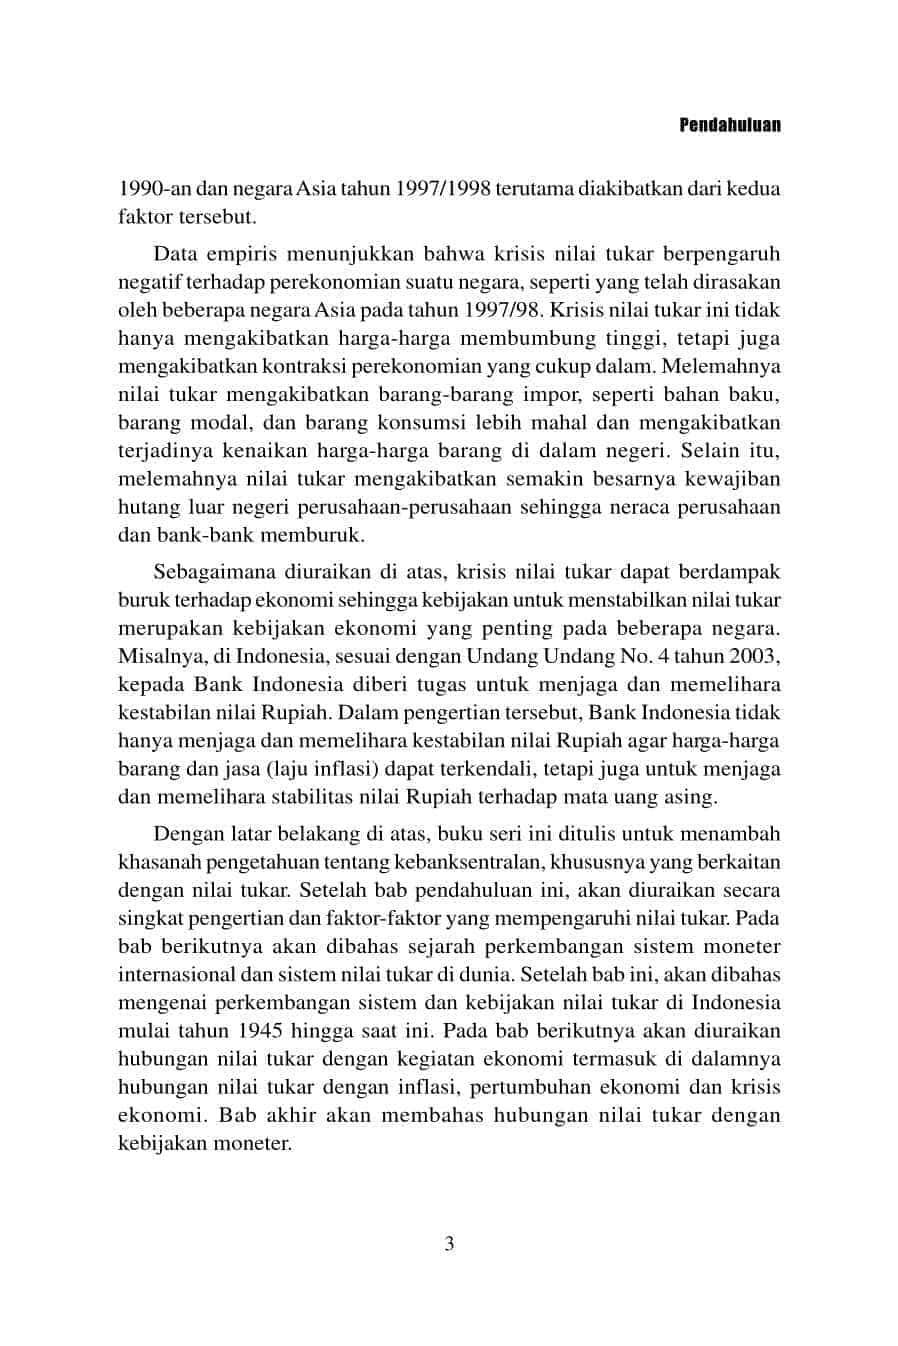 Pendahuluan
1990-an dan negara Asia tahun 1997/1998 terutama diakibatkan dari kedua
faktor tersebut.
Data empiris menunjukkan bahwa krisis nilai tukar berpengaruh
negatif terhadap perekonomian suatu negara, seperti yang telah dirasakan
oleh beberapa negara Asia pada tahun 1997/98. Krisis nilai tukar ini tidak
hanya mengakibatkan harga-harga membumbung tinggi, tetapi juga
mengakibatkan kontraksi perekonomian yang cukup dalam. Melemahnya
nilai tukar mengakibatkan barang-barang impor, seperti bahan baku,
barang modal, dan barang konsumsi lebih mahal dan mengakibatkan
terjadinya kenaikan harga-harga barang di dalam negeri. Selain itu,
melemahnya nilai tukar mengakibatkan semakin besarnya kewajiban
hutang luar negeri perusahaan-perusahaan sehingga neraca perusahaan
dan bank-bank memburuk.
Sebagaimana diuraikan di atas, krisis nilai tukar dapat berdampak
buruk terhadap ekonomi sehingga kebijakan untuk menstabilkan nilai tukar
merupakan kebijakan ekonomi yang penting pada beberapa negara.
Misalnya, di Indonesia, sesuai dengan Undang Undang No. 4 tahun 2003,
kepada Bank Indonesia diberi tugas untuk menjaga dan memelihara
kestabilan nilai Rupiah. Dalam pengertian tersebut, Bank Indonesia tidak
hanya menjaga dan memelihara kestabilan nilai Rupiah agar harga-harga
barang dan jasa (laju inflasi) dapat terkendali, tetapi juga untuk menjaga
dan memelihara stabilitas nilai Rupiah terhadap mata uang asing.
Dengan latar belakang di atas, buku seri ini ditulis untuk menambah
khasanah pengetahuan tentang kebanksentralan, khususnya yang berkaitan
dengan nilai tukar. Setelah bab pendahuluan ini, akan diuraikan secara
singkat pengertian dan faktor-faktor yang mempengaruhi nilai tukar. Pada
bab berikutnya akan dibahas sejarah perkembangan sistem moneter
internasional dan sistem nilai tukar di dunia. Setelah bab ini, akan dibahas
mengenai perkembangan sistem dan kebijakan nilai tukar di Indonesia
mulai tahun 1945 hingga saat ini. Pada bab berikutnya akan diuraikan
hubungan nilai tukar dengan kegiatan ekonomi termasuk di dalamnya
hubungan nilai tukar dengan inflasi, pertumbuhan ekonomi dan krisis
ekonomi. Bab akhir akan membahas hubungan nilai tukar dengan
kebijakan moneter.
3